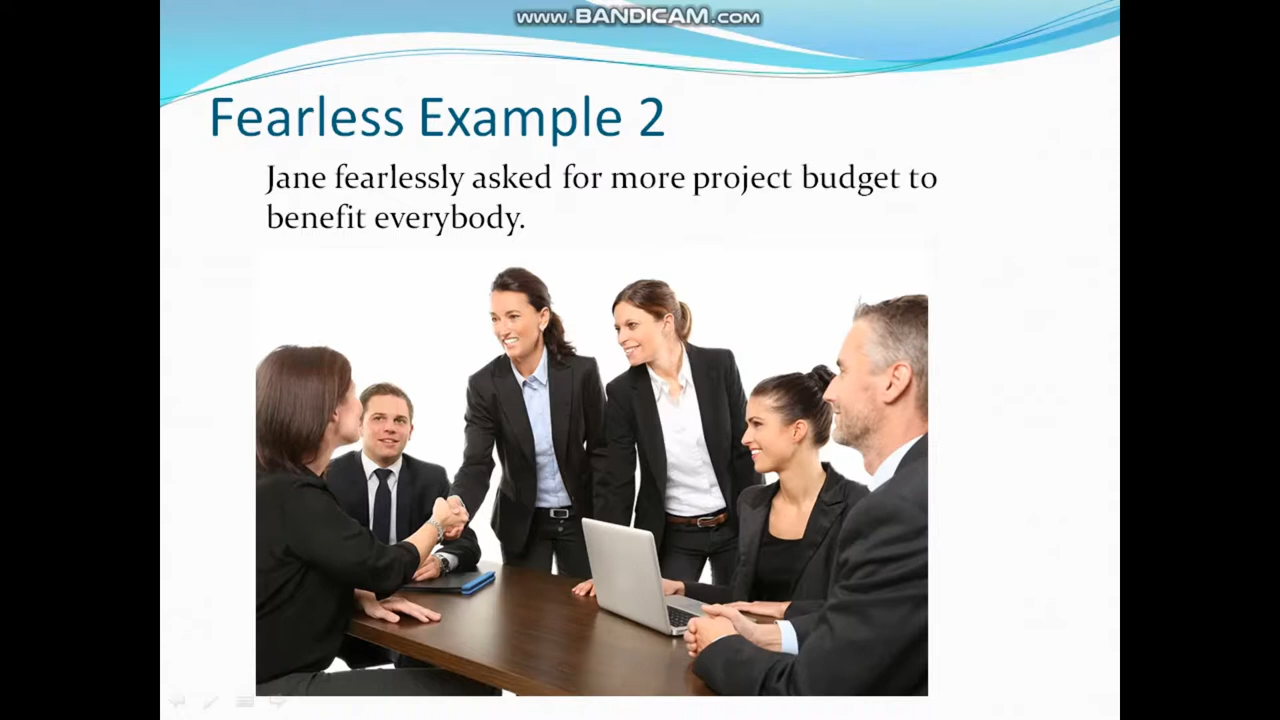 www.BANDICAM.com
Fearless Example 2
Jane fearlessly asked for more project budget to
benefit everybody.